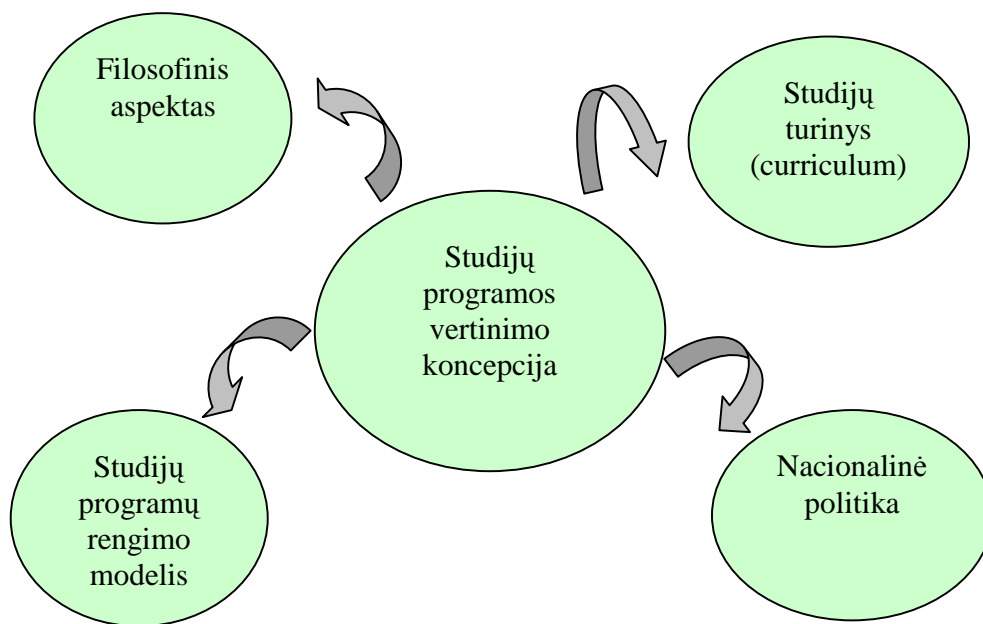 Filosofinis
aspektas
Studijų
turinys
(curriculum)
Studijų
programos
vertinimo
koncepcija
Studijų
programų
rengimo
modelis
Nacionalinė
politika